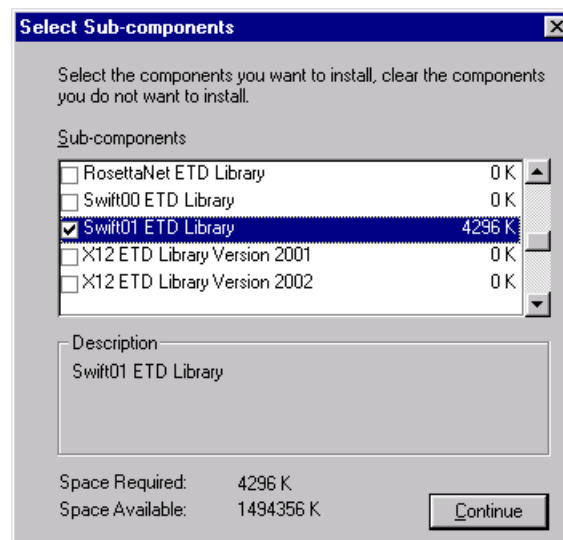 Select Sub-components
Select the components you want to install, clear the components
you do not want to install.
Sub-components
RosettaNet ETD Library 0 K
Swift00 ETD Library 0 K
Swift01 ETD Library 4296 K
X12 ETD Library Version 2001 0 K
X12 ETD Library Version 2002 0 K
Description
Swift01 ETD Library
Space Required: 4296 K
Space Available: 1494356 K
Continue